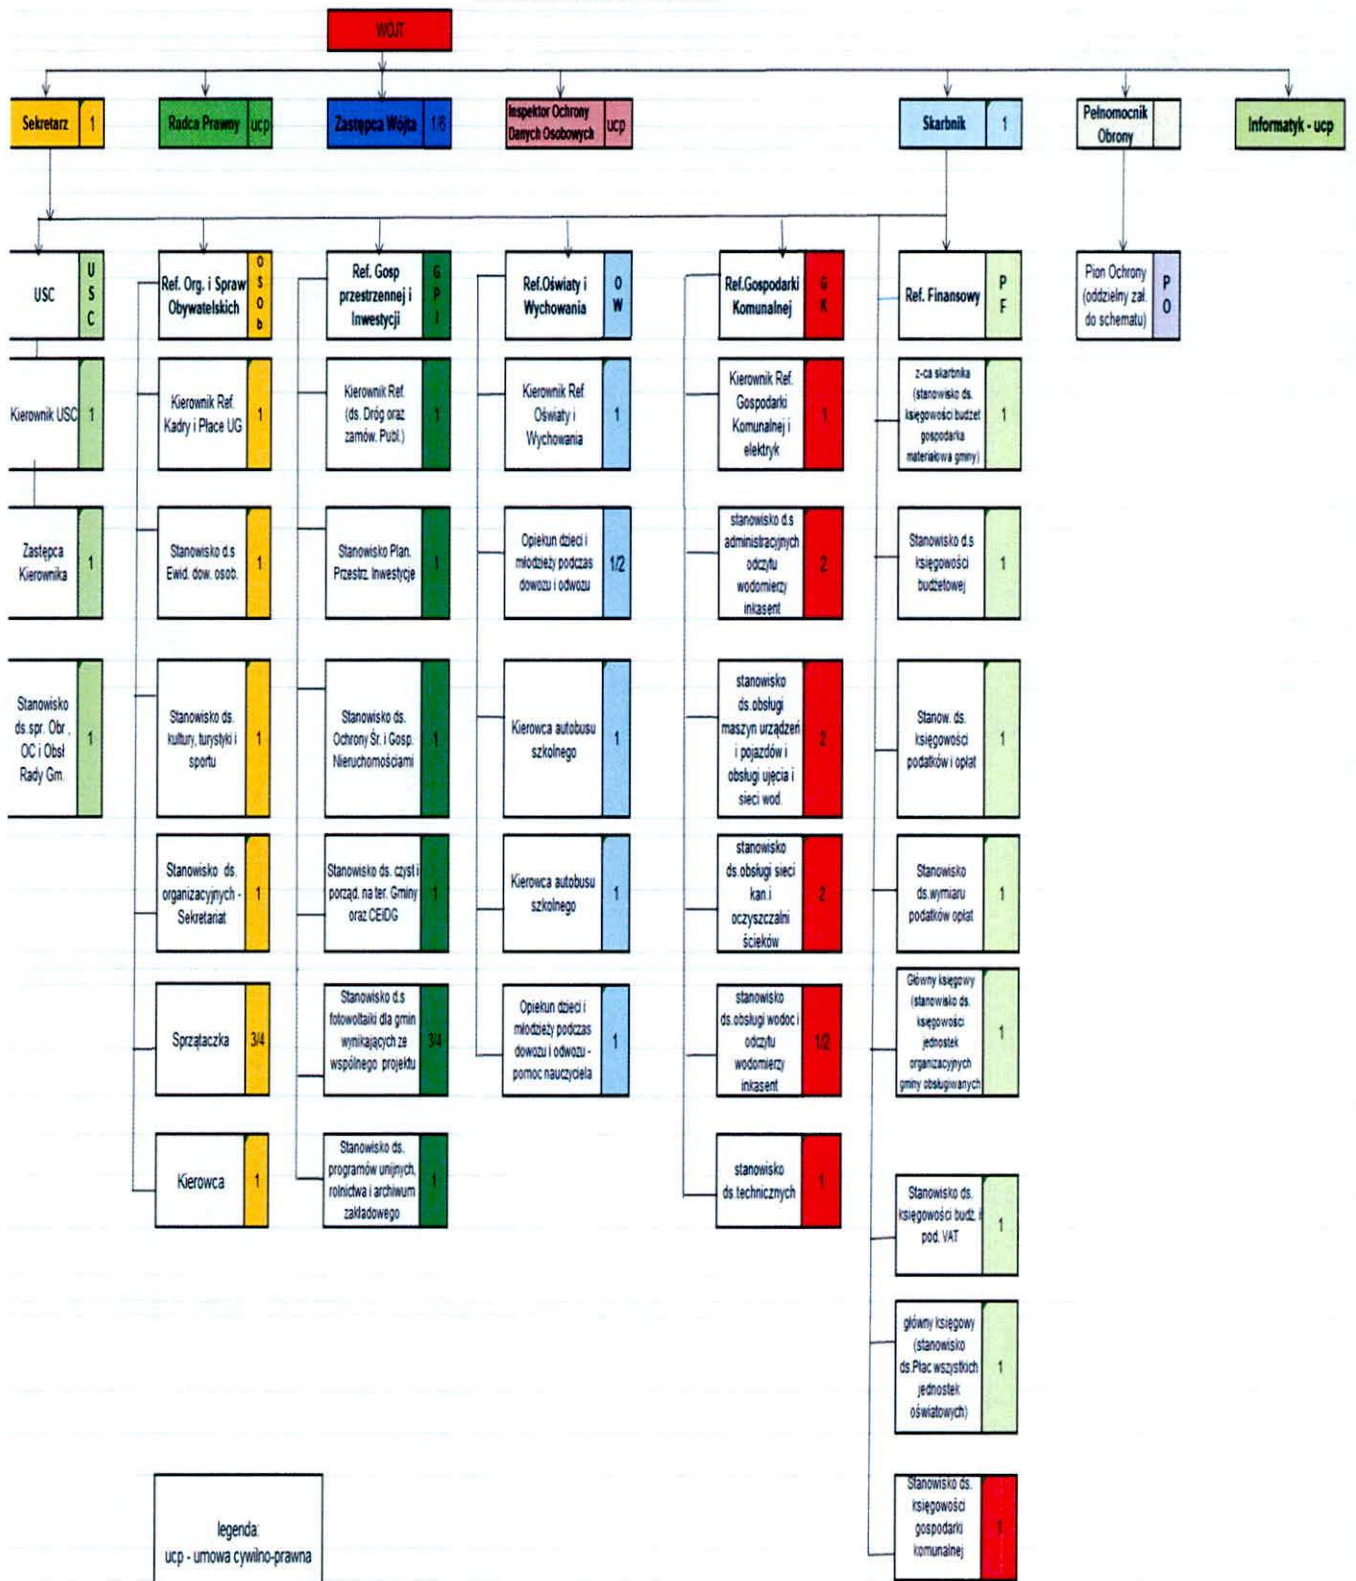 WÓJT
Sekretarz 1
Radca Prawny ucp
Zastępca Wójta 1/6
Inspektor Ochrony
Danych Osobowych ucp
Skarbnik 1
Pełnomocnik
Obrony
Informatyk - ucp
USC
U
S
C
Ref. Org. i Spraw
Obywatelskich
O
S
O
b
Ref. Gosp
przestrzennej i
Inwestycji
G
P
I
Ref.Oświaty i
Wychowania
O
W
Ref.Gospodarki
Komunalnej
G
K
Ref. Finansowy
P
F
Pion Ochrony
(oddzielny zał.
do schematu)
P
O
Kierownik USC 1
Kierownik Ref.
Kadry i Płace UG
1
Kierownik Ref.
(ds. Dróg oraz
zamów. Publ.)
1
Kierownik Ref.
Oświaty i
Wychowania
1
Kierownik Ref.
Gospodarki
Komunalnej i
elektryk
1
z-ca skarbnika
(stanowisko ds.
księgowości budżet
gospodarka
materiałowa gminy)
1
Zastępca
Kierownika
1
Stanowisko d.s
Ewid. dow. osob.
1
Stanowisko Plan.
Przestrz. Inwestycje
1
Opiekun dzieci i
młodzieży podczas
dowozu i odwozu
1/2
stanowisko d.s
administracyjnych
odczytu
wodomierzy
inkasent
2
Stanowisko d.s
księgowości
budżetowej
1
Stanowisko
ds.spr. Obr ,
OC i Obsł
Rady Gm.
1
Stanowisko ds.
kultury, turystyki i
sportu
1
Stanowisko ds.
Ochrony Śr. i Gosp.
Nieruchomościami
1
Kierowca autobusu
szkolnego
1
stanowisko
ds.obsługi
maszyn urządzeń
i pojazdów i
obsługi ujęcia i
sieci wod.
2
Stanow. ds.
księgowości
podatków i opłat
1
Stanowisko ds.
organizacyjnych -
Sekretariat
1
Stanowisko ds. czyst i
porząd. na ter. Gminy
oraz CEiDG
1
Kierowca autobusu
szkolnego
1
stanowisko
ds.obsługi sieci
kan.i
oczyszczalni
ścieków
2
Stanowisko
ds.wymiaru
podatków opłat
1
Sprzątaczka 3/4
Stanowisko d.s
fotowoltaiki dla gmin
wynikających ze
wspólnego projektu
3/4
Opiekun dzieci i
młodzieży podczas
dowozu i odwozu -
pomoc nauczyciela
1
stanowisko
ds.obsługi wodoc i
odczytu
wodomierzy
inkasent
1/2
Główny księgowy
(stanowisko ds.
księgowości
jednostek
organizacyjnych
gminy obsługiwanych
1
Kierowca 1
Stanowisko ds.
programów unijnych,
rolnictwa i archiwum
zakładowego
1
stanowisko
ds.technicznych
1
Stanowisko ds.
księgowości budż. i
pod. VAT
1
główny księgowy
(stanowisko
ds.Płac wszystkich
jednostek
oświatowych)
1
Stanowisko ds.
księgowości
gospodarki
komunalnej
1
legenda:
ucp - umowa cywilno-prawna